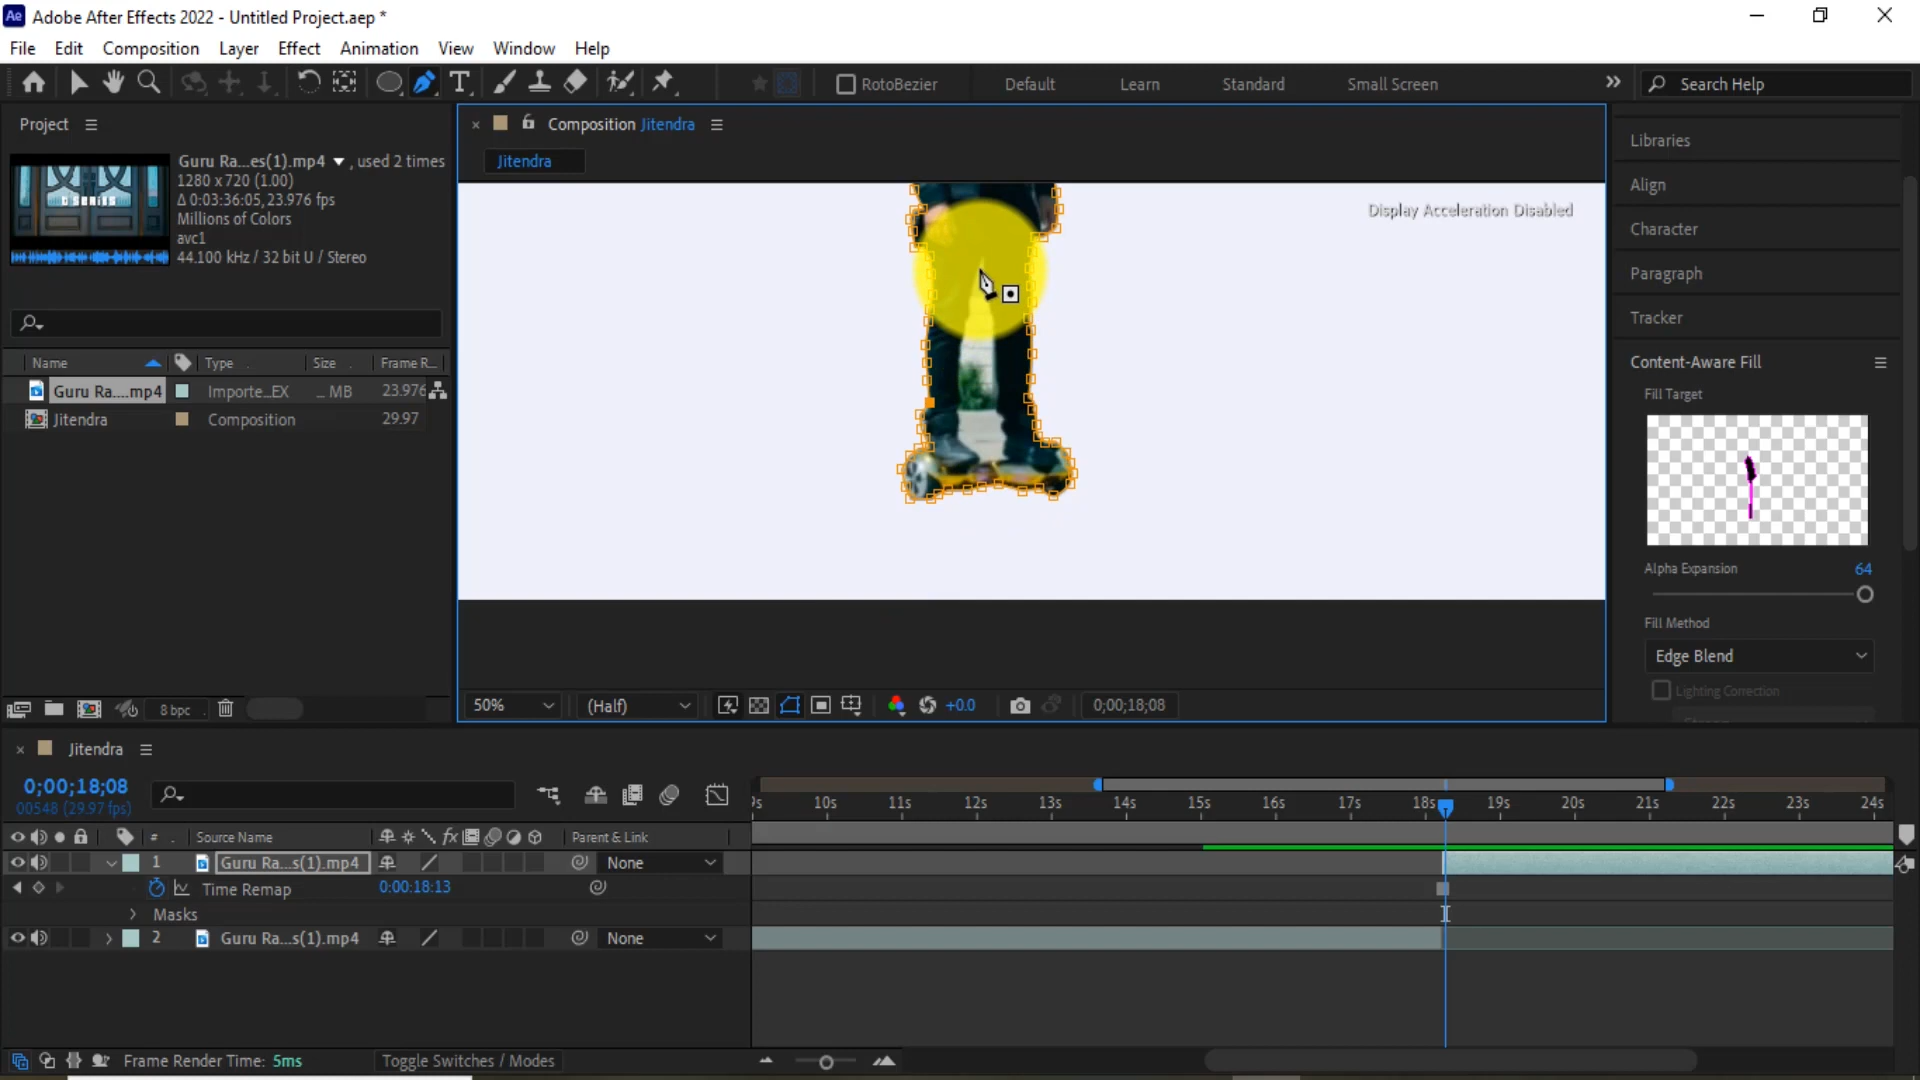 Ae Adobe After Effects 2022 - Untitled Project.aep *
File Edit Composition Layer Effect Animation View Window Help
RotoBezier Default Learn Standard Small Screen Search Help
Project
Guru Ra...es(1).mp4 , used 2 times
1280 x 720 (1.00)
Δ 0:03:36:05, 23.976 fps
Millions of Colors
avc1
44.100 kHz / 32 bit U / Stereo
Name Type Size Frame R...
Guru Ra....mp4 Importe...EX ... MB 23.976
Jitendra Composition 29.97
8 bpc
Composition Jitendra
Jitendra
Display Acceleration Disabled
50% (Half) +0.0 0;00;18;08
Libraries
Align
Character
Paragraph
Tracker
Content-Aware Fill
Fill Target
Alpha Expansion 64
Fill Method
Edge Blend
Lighting Correction
Jitendra
0;00;18;08
00548 (29.97 fps)
10s 11s 12s 13s 14s 15s 16s 17s 18s 19s 20s 21s 22s 23s 24s
# Source Name fx Parent & Link
1 Guru Ra...s(1).mp4 None
Time Remap 0:00:18:13
Masks
2 Guru Ra...s(1).mp4 None
Frame Render Time: 5ms Toggle Switches / Modes